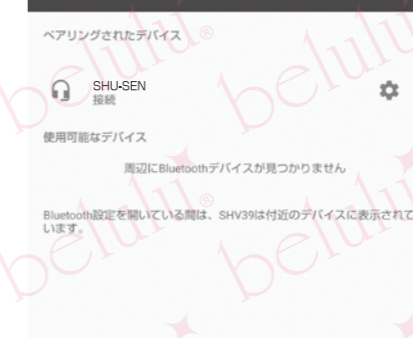 ペアリングされたデバイス
SHU-SEN
接続
使用可能なデバイス
周辺にBluetoothデバイスが見つかりません
Bluetooth設定を開いている間は、SHV39は付近のデバイスに表示されて
います。
belulu®
belulu
belulu®
belulu